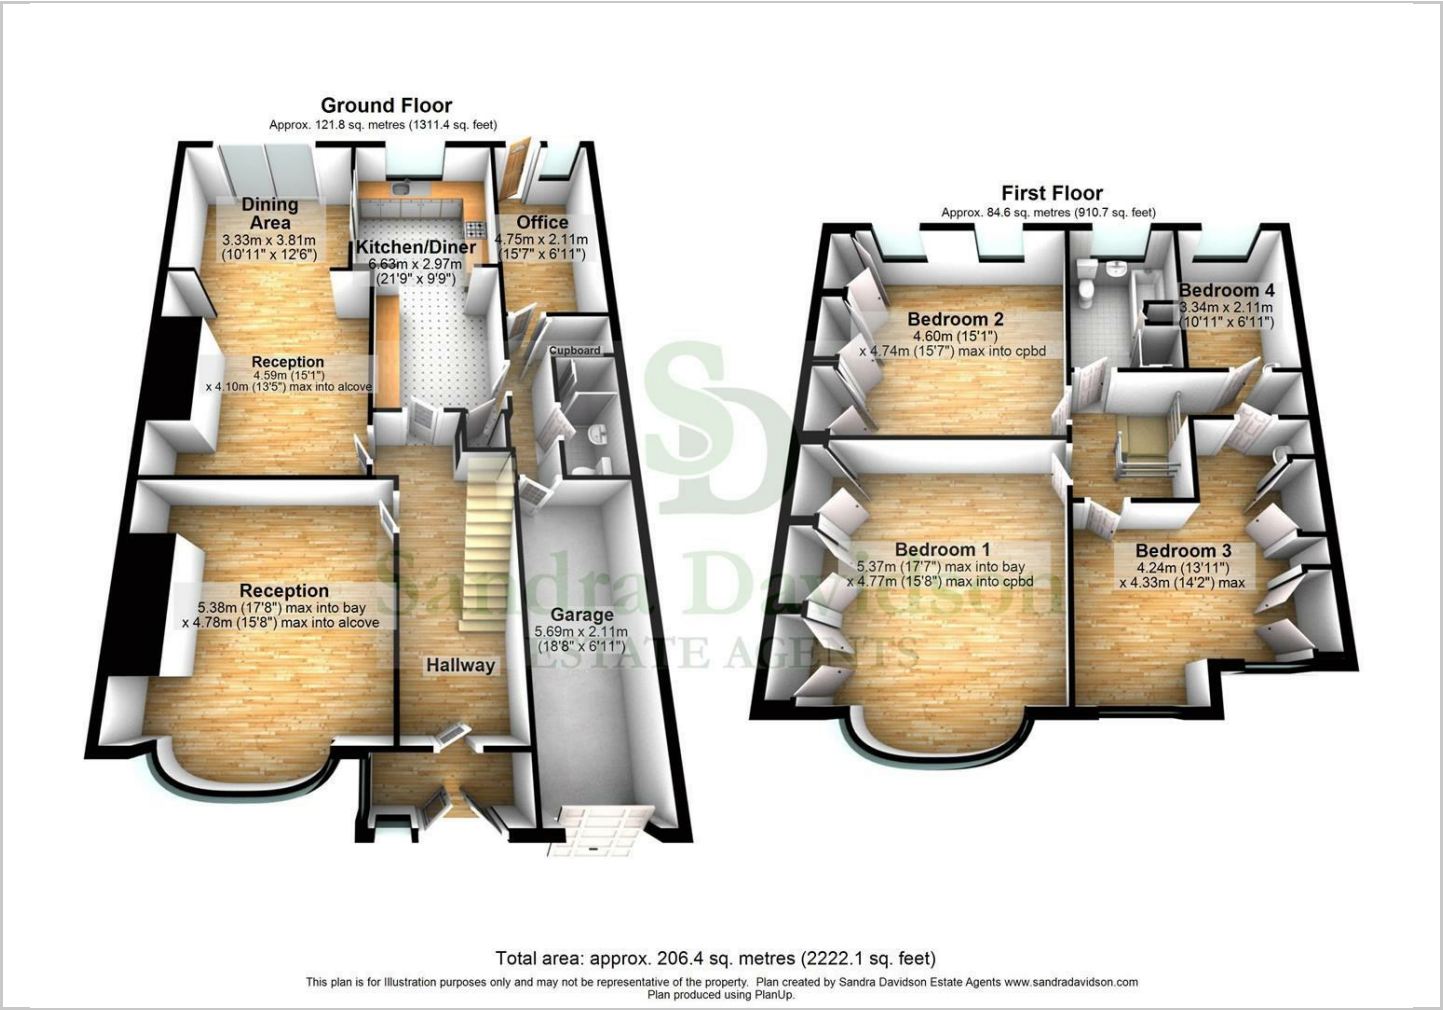 Ground Floor
Approx. 121.8 sq. metres (1311.4 sq. feet)
Dining
Area
3.33m x 3.81m
(10'11" x 12'6")
Kitchen/Diner
6.63m x 2.97m
(21'9" x 9'9")
Office
4.75m x 2.11m
(15'7" x 6'11")
Reception
4.59m (15'1")
x 4.10m (13'5") max into alcove
Cupboard
Reception
5.38m (17'8") max into bay
x 4.78m (15'8") max into alcove
Hallway
Garage
5.69m x 2.11m
(18'8" x 6'11")
First Floor
Approx. 84.6 sq. metres (910.7 sq. feet)
Bedroom 2
4.60m (15'1")
x 4.74m (15'7") max into cpbd
Bedroom 4
3.34m x 2.11m
(10'11" x 6'11")
Bedroom 1
5.37m (17'7") max into bay
x 4.77m (15'8") max into cpbd
Bedroom 3
4.24m (13'11")
x 4.33m (14'2") max
SD
Sandra Davidson
ESTATE AGENTS
Total area: approx. 206.4 sq. metres (2222.1 sq. feet)
This plan is for Illustration purposes only and may not be representative of the property. Plan created by Sandra Davidson Estate Agents www.sandradavidson.com
Plan produced using PlanUp.